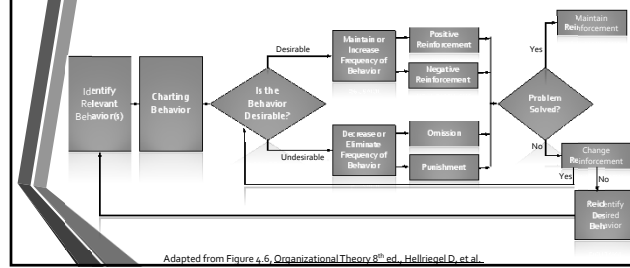 Identify
Relevant
Behavior(s)
Charting
Behavior
Is the
Behavior
Desirable?
Desirable
Undesirable
Maintain or
Increase
Frequency of
Behavior
Decrease or
Eliminate
Frequency of
Behavior
Positive
Reinforcement
Negative
Reinforcement
Omission
Punishment
Problem
Solved?
Yes
No
Maintain
Reinforcement
Change
Reinforcement
Yes
No
Reidentify
Desired
Behavior
Adapted from Figure 4.6, Organizational Theory 8th ed., Hellriegel D, et al.